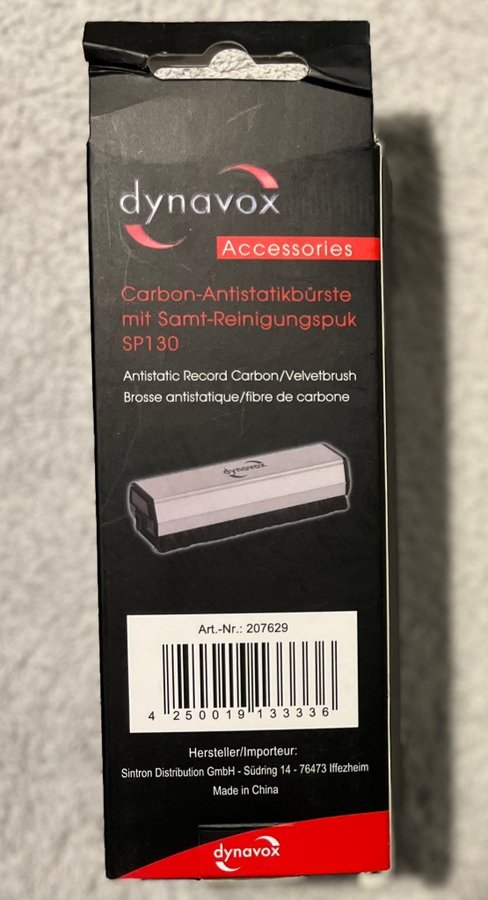 dynavox
Accessories
Carbon-Antistatikbürste
mit Samt-Reinigungspuk
SP130
Antistatic Record Carbon/Velvetbrush
Brosse antistatique/fibre de carbone
dynavox
Art.-Nr.: 207629
4 250019 133336
Hersteller/Importeur:
Sintron Distribution GmbH - Südring 14 - 76473 Iffezheim
Made in China
dynavox